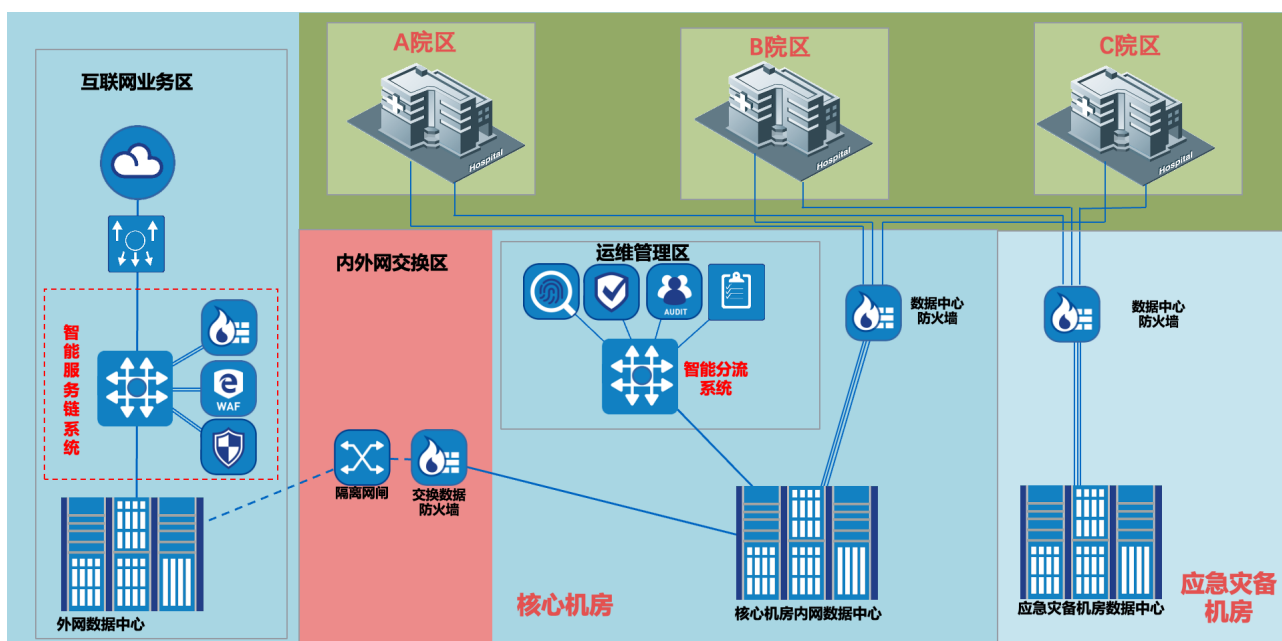 A院区
B院区
C院区
Hospital
Hospital
Hospital
互联网业务区
智能服务链系统
WAF
外网数据中心
内外网交换区
隔离网闸
交换数据
防火墙
运维管理区
AUDIT
智能分流
系统
数据中心
防火墙
核心机房内网数据中心
核心机房
数据中心
防火墙
应急灾备机房数据中心
应急灾备
机房